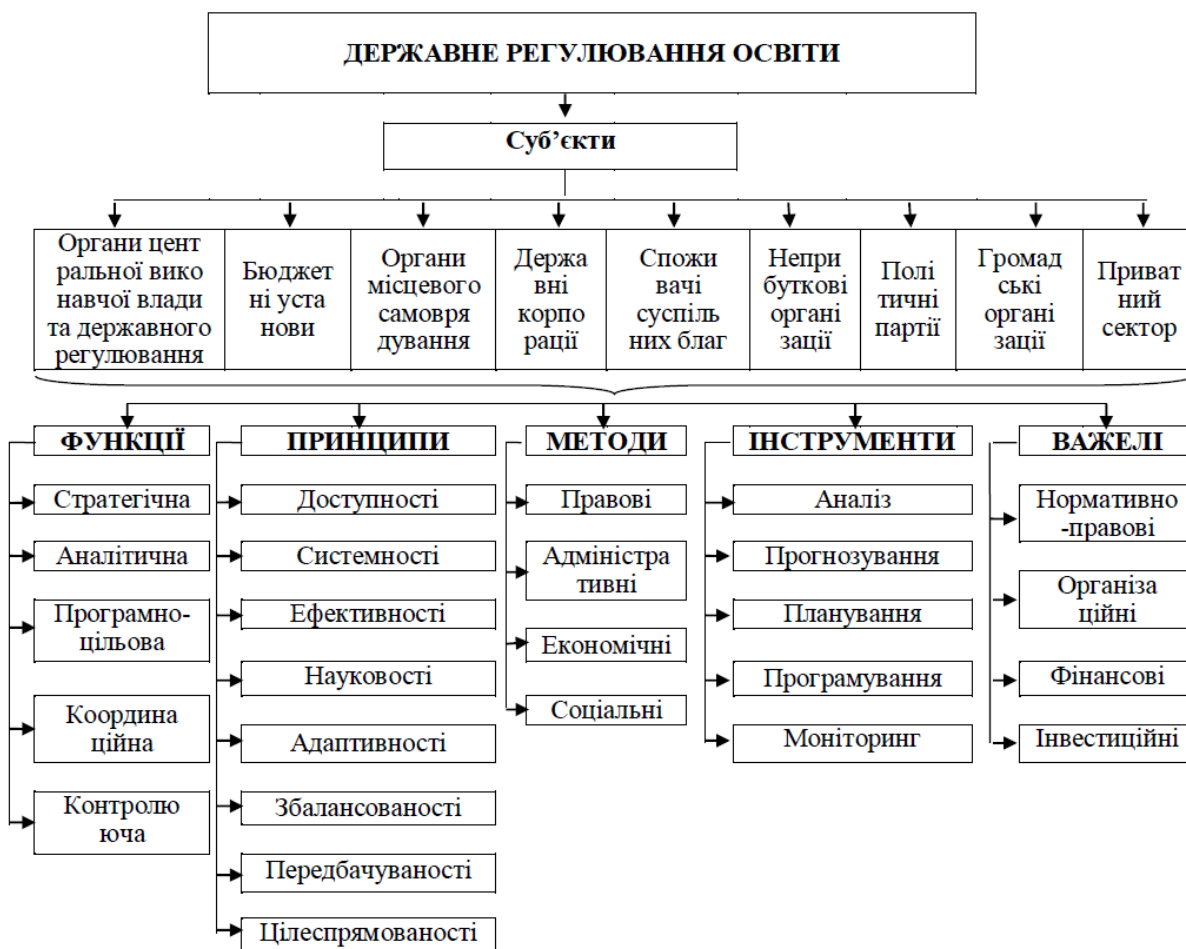 ДЕРЖАВНЕ РЕГУЛЮВАННЯ ОСВІТИ
Суб’єкти
Органи цент
ральної вико
навчої влади
та державного
регулювання
Бюджет
ні уста
нови
Органи
місцевого
самовря
дування
Держа
вні корпо
рації
Спожи
вачі
суспіль
них благ
Непри
буткові
органі
зації
Полі
тичні
партії
Громад
ські
органі
зації
Приват
ний
сектор
ФУНКЦІЇ
Стратегічна
Аналітична
Програмно-
цільова
Координа
ційна
Контролю
юча
ПРИНЦИПИ
Доступності
Системності
Ефективності
Науковості
Адаптивності
Збалансованості
Передбачуваності
Цілеспрямованості
МЕТОДИ
Правові
Адміністра
тивні
Економічні
Соціальні
ІНСТРУМЕНТИ
Аналіз
Прогнозування
Планування
Програмування
Моніторинг
ВАЖЕЛІ
Нормативно
-правові
Організа
ційні
Фінансові
Інвестиційні